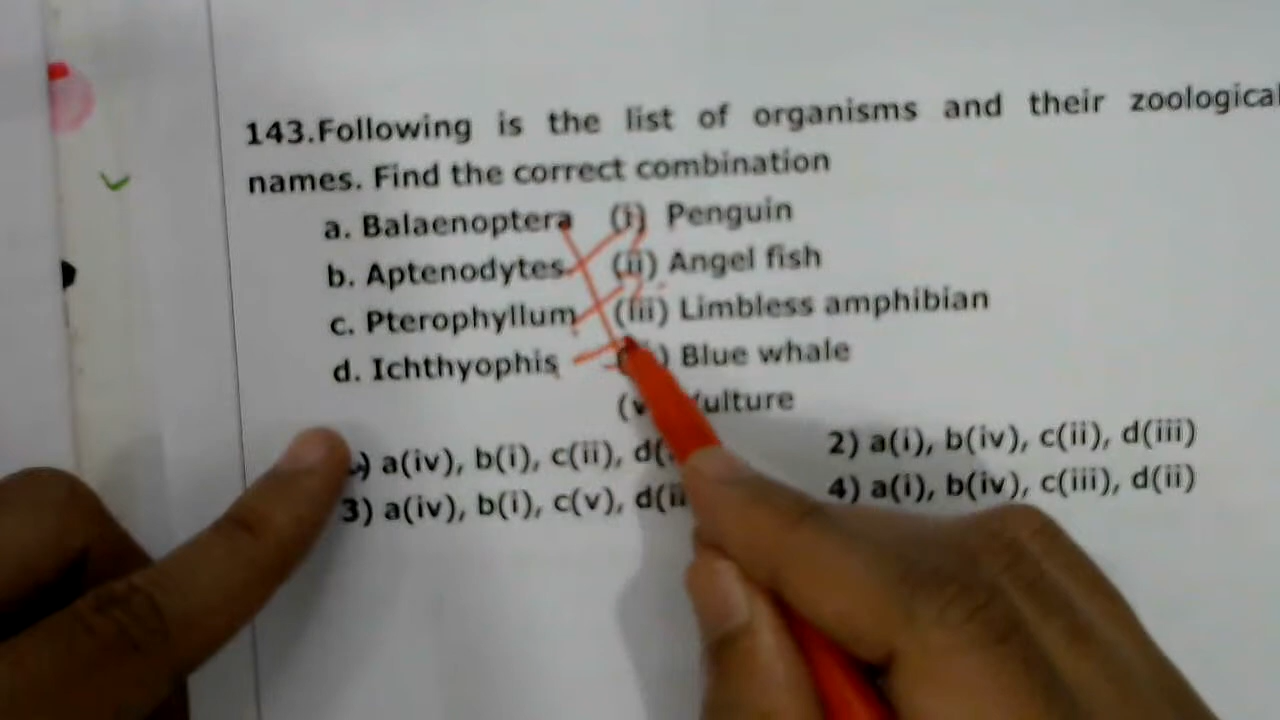 143.Following is the list of organisms and their zoological
names. Find the correct combination
a. Balaenoptera (i) Penguin
b. Aptenodytes (ii) Angel fish
c. Pterophyllum (iii) Limbless amphibian
d. Ichthyophis Blue whale
a(iv), b(i), c(ii), 2) a(i), b(iv), c(ii), d(iii)
3) a(iv), b(i), c(v), 4) a(i), b(iv), c(iii), d(ii)